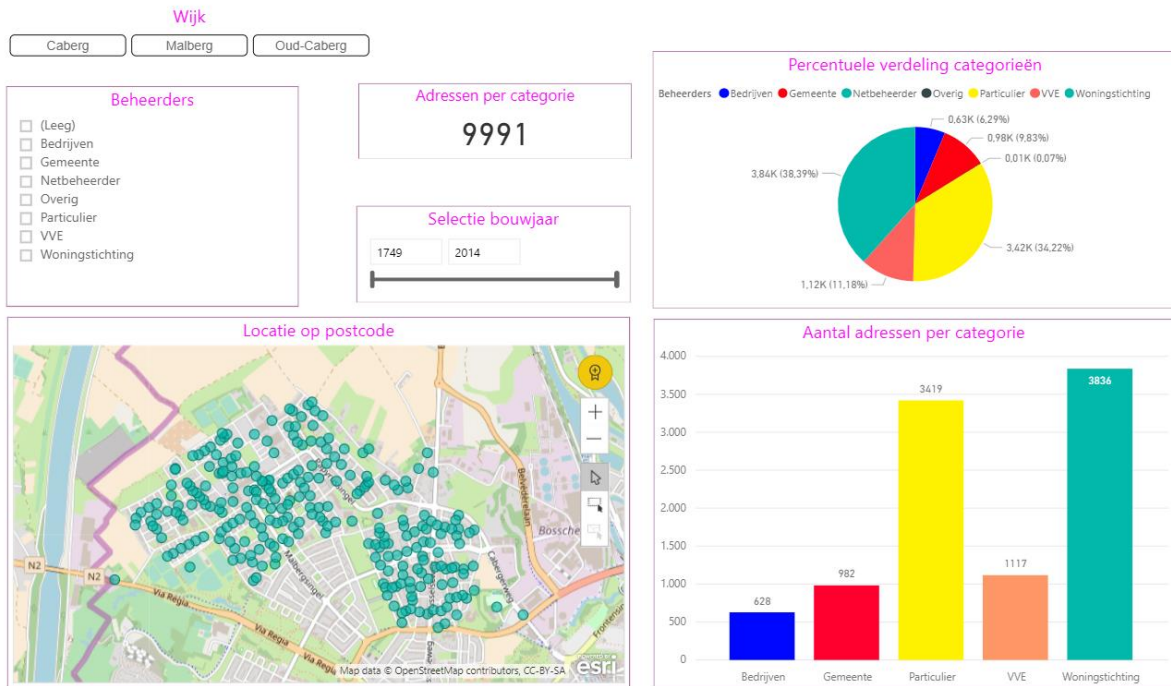 Wijk
Caberg
Malberg
Oud-Caberg
Beheerders
(Leeg)
Bedrijven
Gemeente
Netbeheerder
Overig
Particulier
VVE
Woningstichting
Adressen per categorie
9991
Selectie bouwjaar
1749
2014
Percentuele verdeling categorieën
Beheerders Bedrijven Gemeente Netbeheerder Overig Particulier VVE Woningstichting
0,63K (6,29%)
0,98K (9,83%)
0,01K (0,07%)
3,84K (38,39%)
3,42K (34,22%)
1,12K (11,18%)
Locatie op postcode
Belvédèrelaan
Bossche
Malbergsingel
Cabergerweg
N2
N2
Via Regia
Via Regia
Via Regia
Frontensin
Map data © OpenStreetMap contributors, CC-BY-SA
esri
Aantal adressen per categorie
4.000
3.500
3.000
2.500
2.000
1.500
1.000
500
0
628
982
3419
1117
3836
Bedrijven
Gemeente
Particulier
VVE
Woningstichting